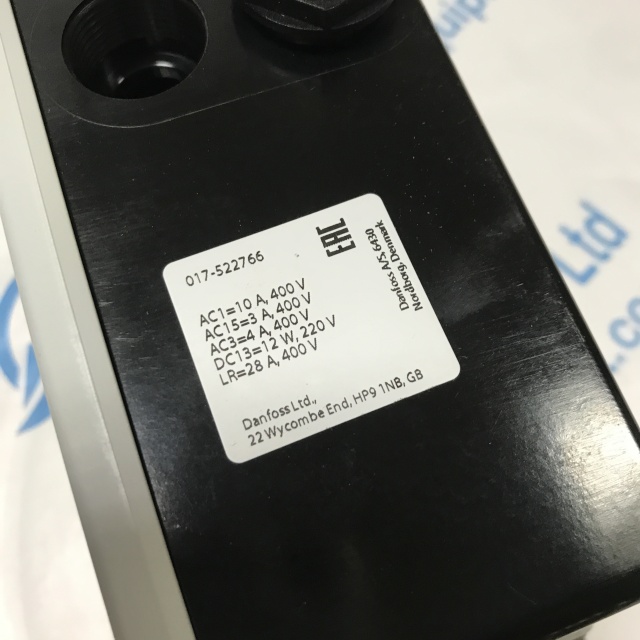 017-522766
EAC
AC1=10 A, 400 V
AC15=3 A, 400 V
AC3=4 A, 400 V
DC13=12 W, 220 V
LR=28 A, 400 V
Danfoss Ltd.,
22 Wycombe End, HP9 1NB, GB
Danfoss A/S, 6430
Nordborg, Denmark
Ltd